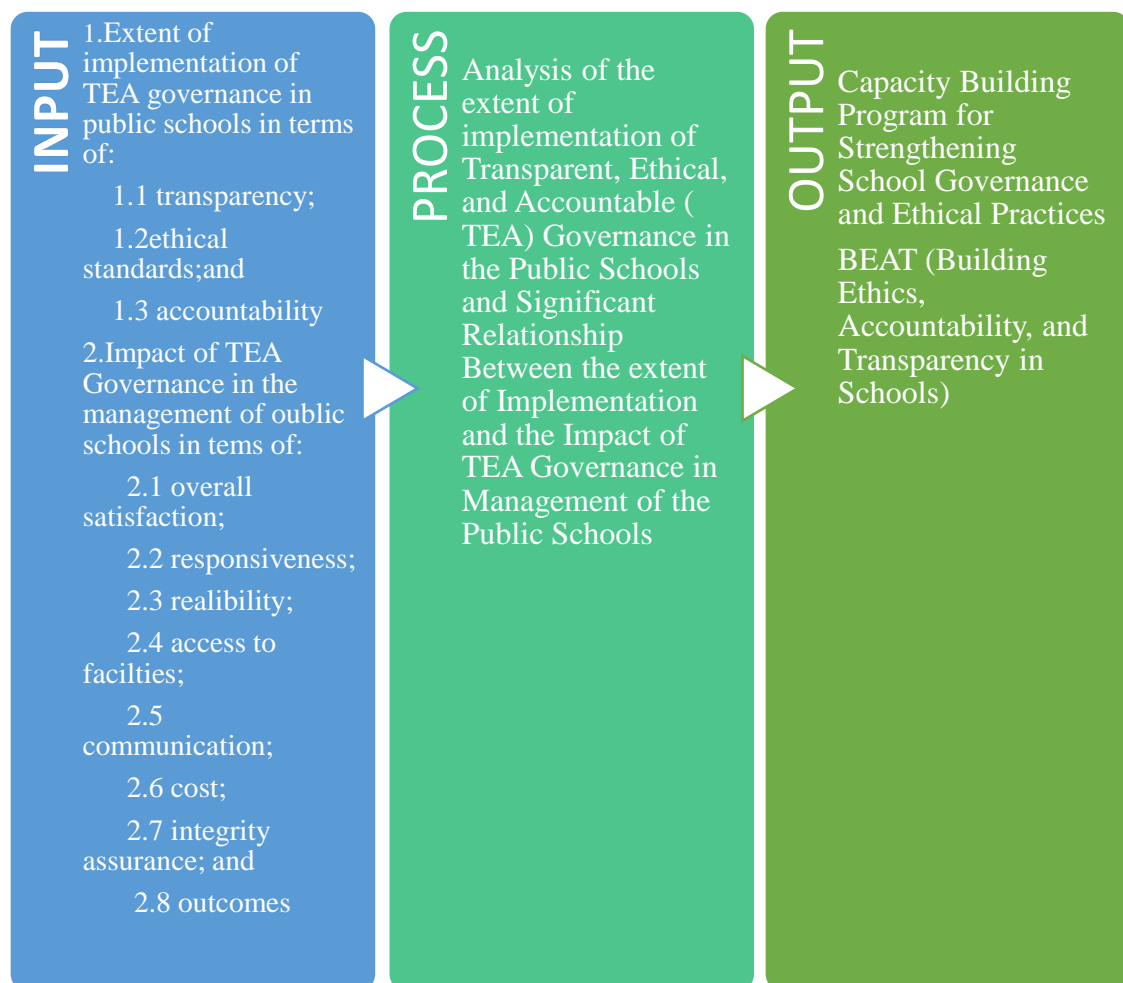 INPUT
1.Extent of
implementation of
TEA governance in
public schools in terms
of:
1.1 transparency;
1.2ethical
standards;and
1.3 accountability
2.Impact of TEA
Governance in the
management of oublic
schools in tems of:
2.1 overall
satisfaction;
2.2 responsiveness;
2.3 realibility;
2.4 access to
facilties;
2.5
communication;
2.6 cost;
2.7 integrity
assurance; and
2.8 outcomes
PROCESS
Analysis of the
extent of
implementation of
Transparent, Ethical,
and Accountable (
TEA) Governance in
the Public Schools
and Significant
Relationship
Between the extent
of Implementation
and the Impact of
TEA Governance in
Management of the
Public Schools
OUTPUT
Capacity Building
Program for
Strengthening
School Governance
and Ethical Practices
BEAT (Building
Ethics,
Accountability, and
Transparency in
Schools)